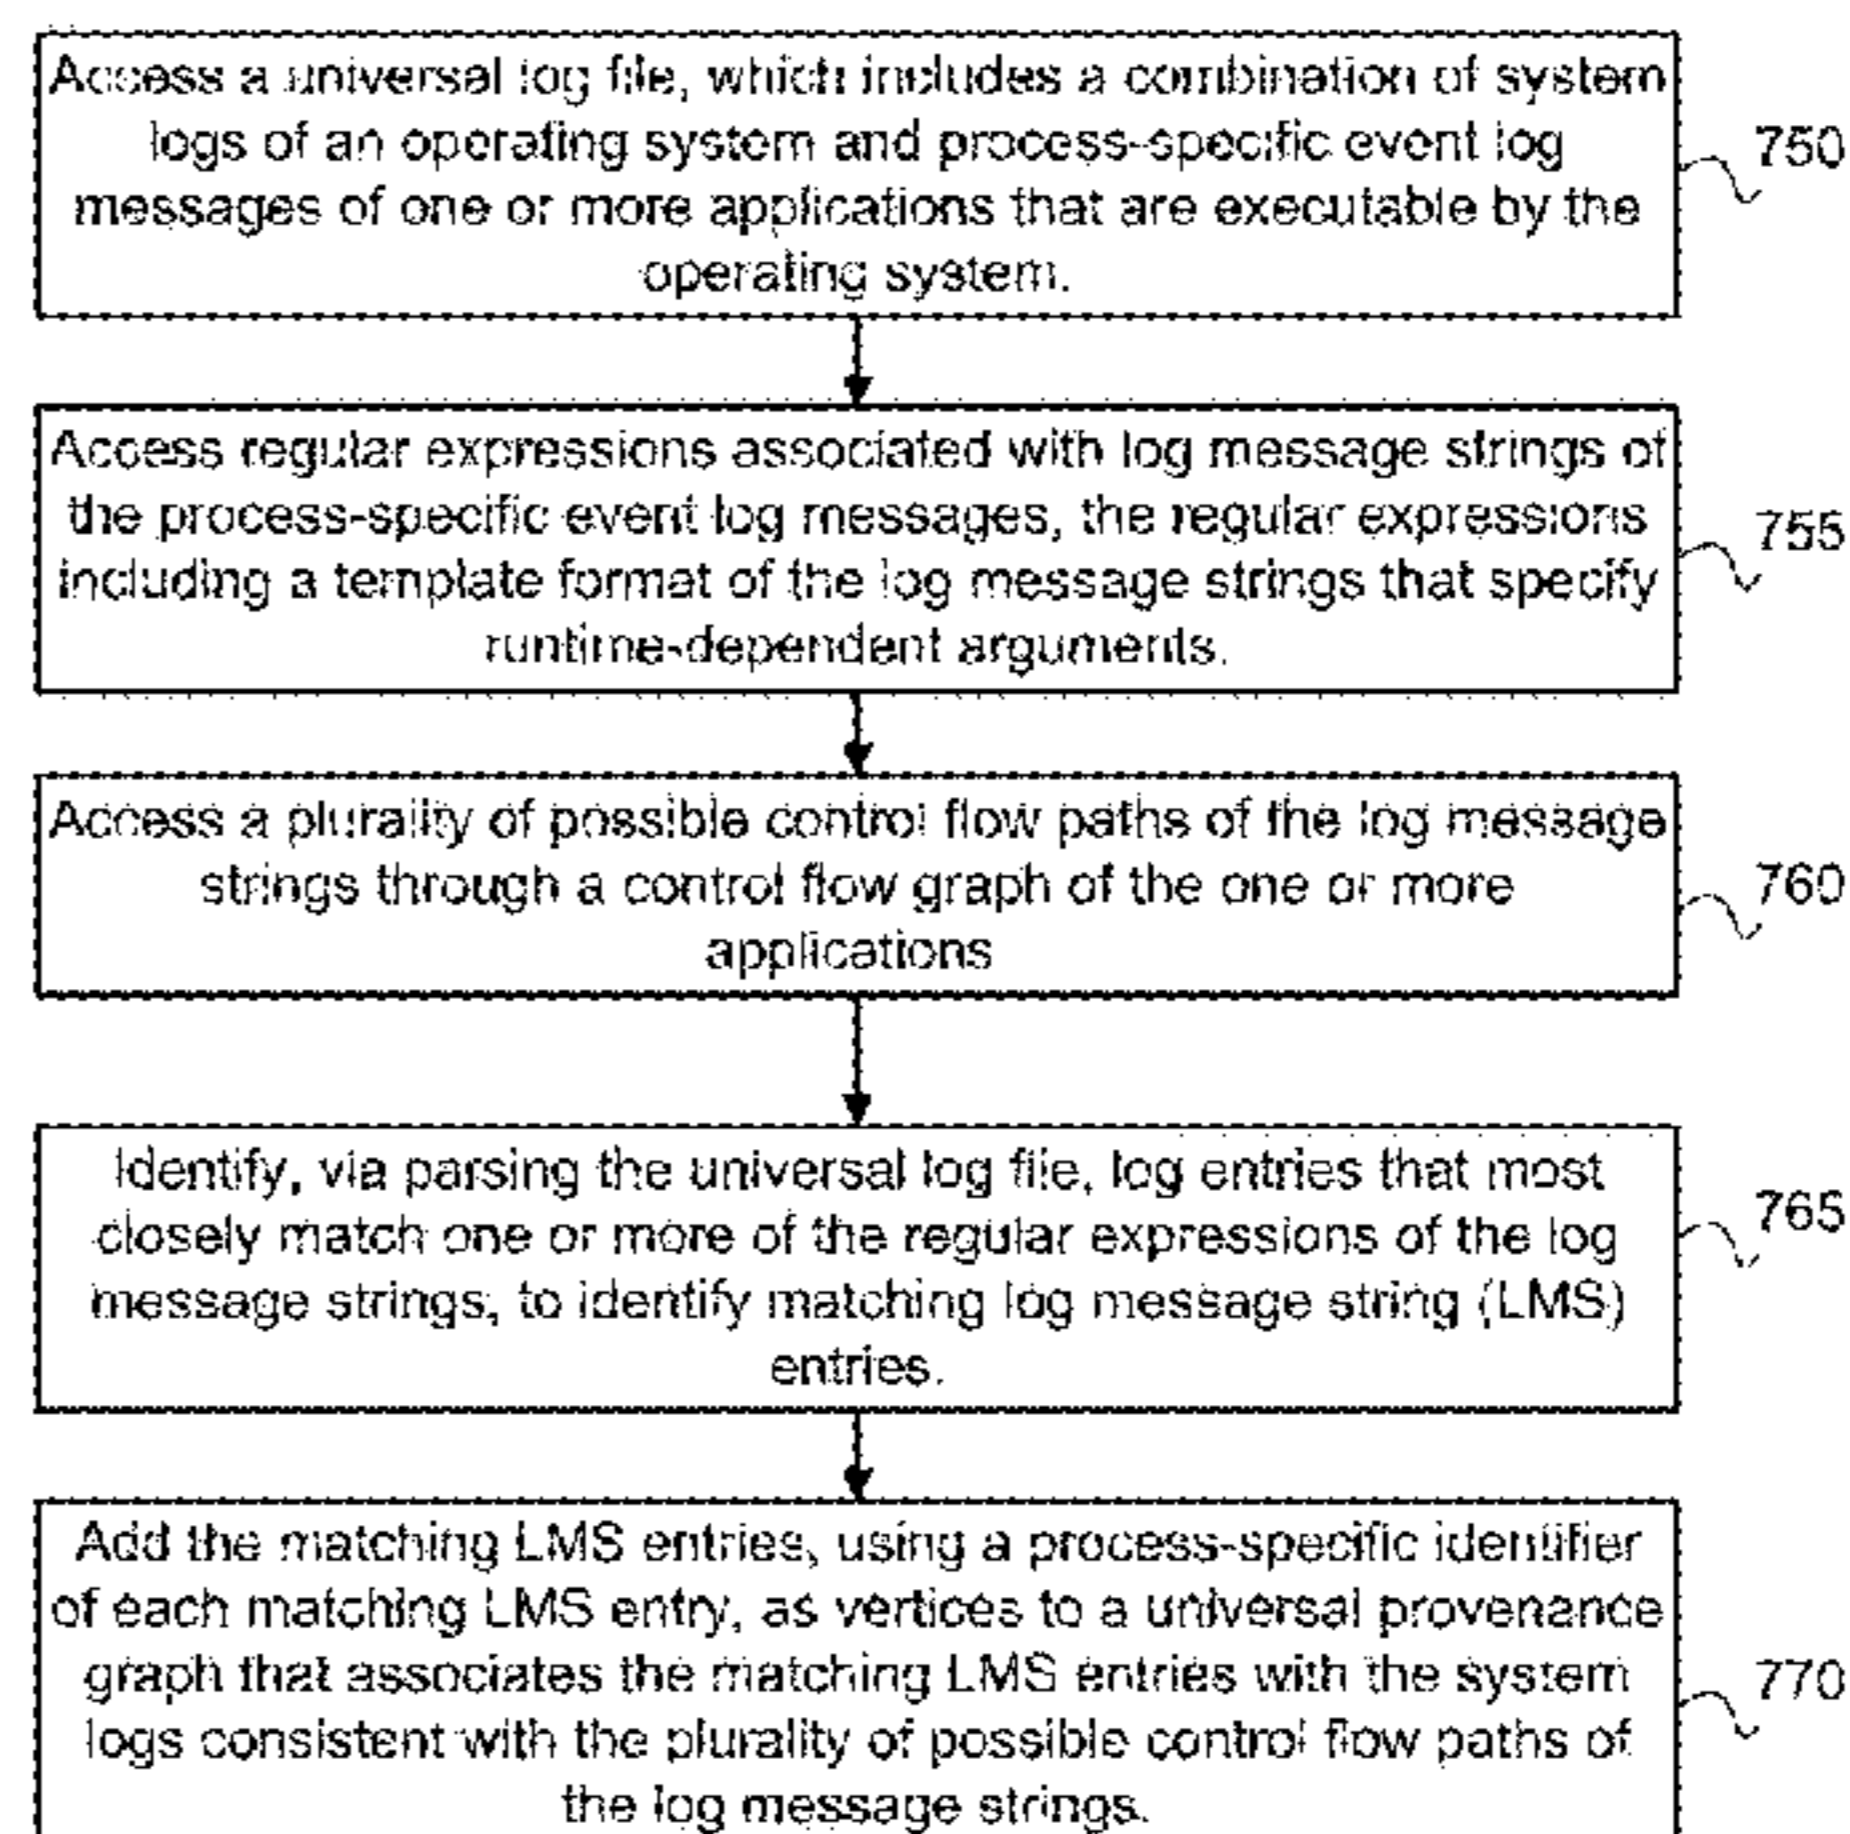 Access a universal log file, which includes a combination of system
logs of an operating system and process-specific event log
messages of one or more applications that are executable by the
operating system.
750
Access regular expressions associated with log message strings of
the process-specific event log messages, the regular expressions
including a template format of the log message strings that specify
runtime-dependent arguments.
755
Access a plurality of possible control flow paths of the log message
strings through a control flow graph of the one or more
applications
760
Identify, via parsing the universal log file, log entries that most
closely match one or more of the regular expressions of the log
message strings, to identify matching log message string (LMS)
entries.
765
Add the matching LMS entries, using a process-specific identifier
of each matching LMS entry, as vertices to a universal provenance
graph that associates the matching LMS entries with the system
logs consistent with the plurality of possible control flow paths of
the log message strings.
770